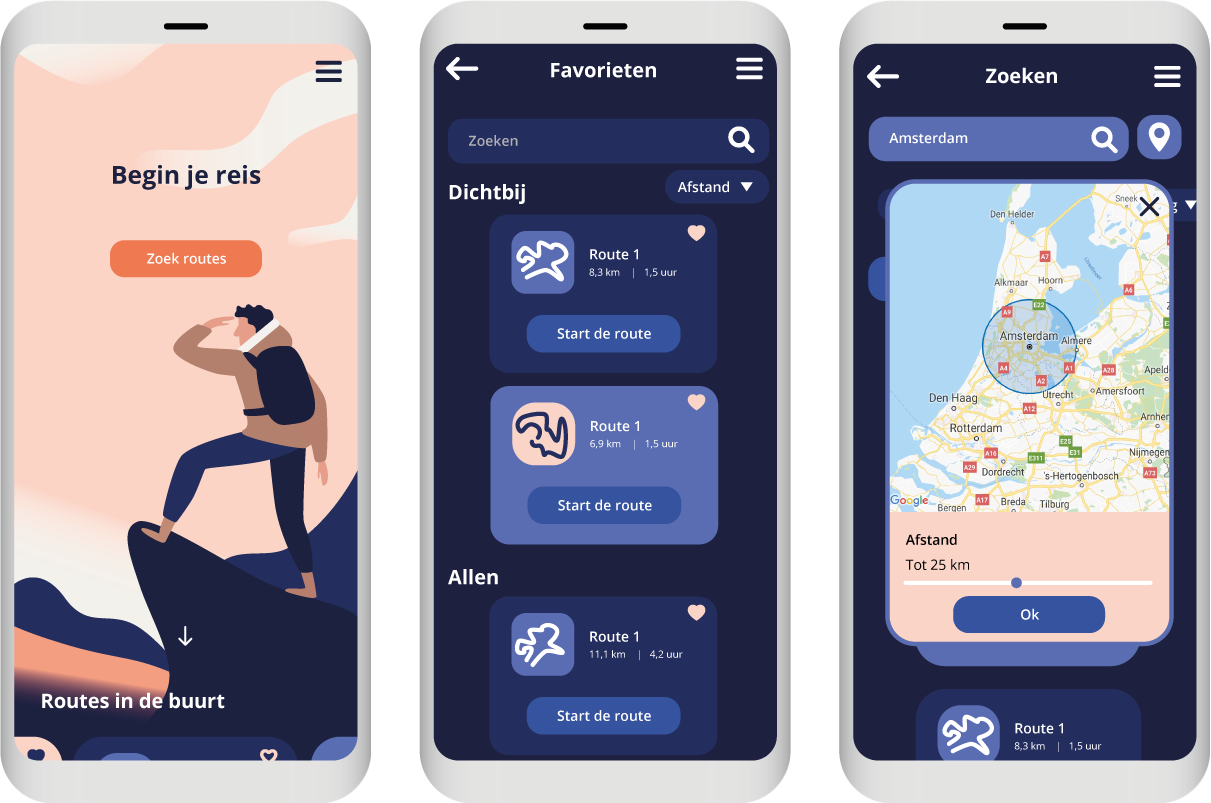 Begin je reis
Zoek routes
Routes in de buurt
Favorieten
Zoeken
Dichtbij
Afstand
Route 1
8,3 km | 1,5 uur
Start de route
Route 1
6,9 km | 1,5 uur
Start de route
Allen
Route 1
11,1 km | 4,2 uur
Start de route
Zoeken
Amsterdam
g
Sneek
Den Helder
A7
Alkmaar
Hoorn
A6
E22
A9
Amsterdam
Almere
A4
A1
A28
Apeld
A2
Utrecht
Amersfoort
Den Haag
A12
Arnhen
Rotterdam
E25
E31
Nijmegen
A16
E311
A29
Dordrecht
's-Hertogenbosch
A73
Google
A17
Breda
Tilburg
Bergen
Afstand
Tot 25 km
Ok
Route 1
8,3 km | 1,5 uur